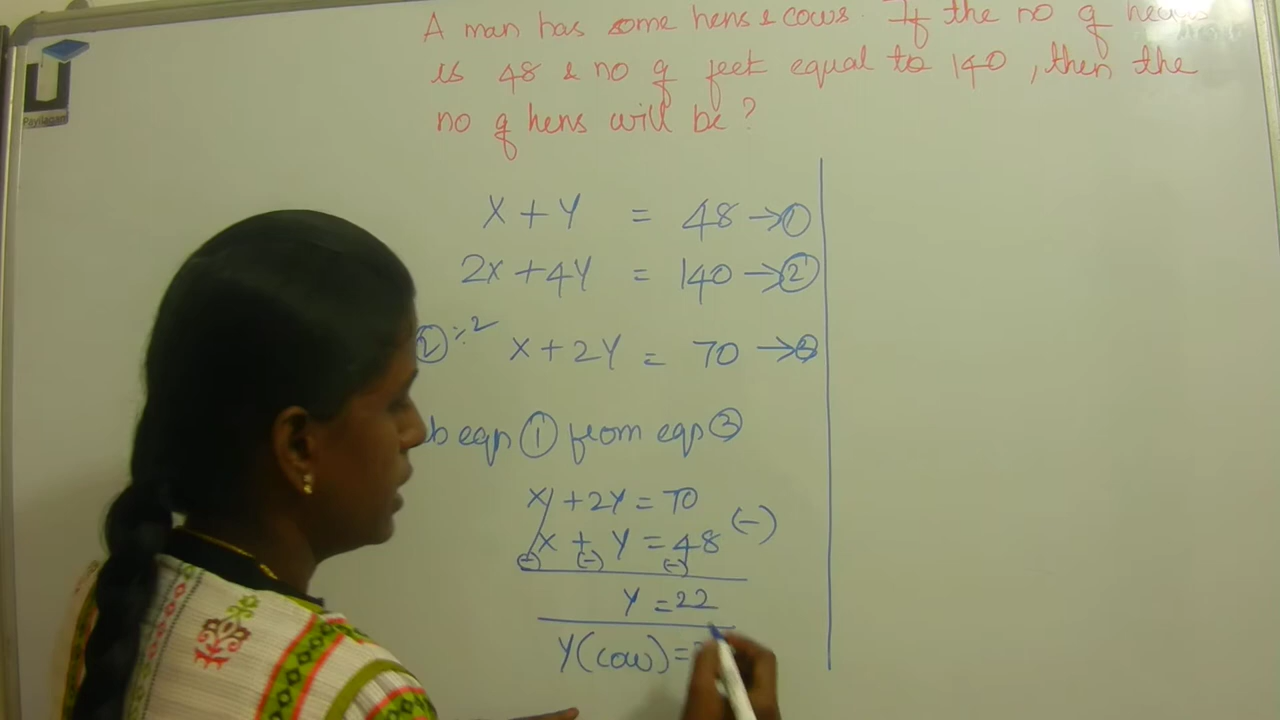 A man has some hens & cows. If the no of heads
is 48 & no of feet equal to 140, then the
no of hens will be?
Payilagam
X + Y = 48 → ①
2x + 4Y = 140 → ②
② ÷ 2 X + 2Y = 70 → ③
eqn ① from eqn ③
x + 2Y = 70
x + Y = 48 (-)
(-) (-) (-)
Y = 22
Y (cow) =